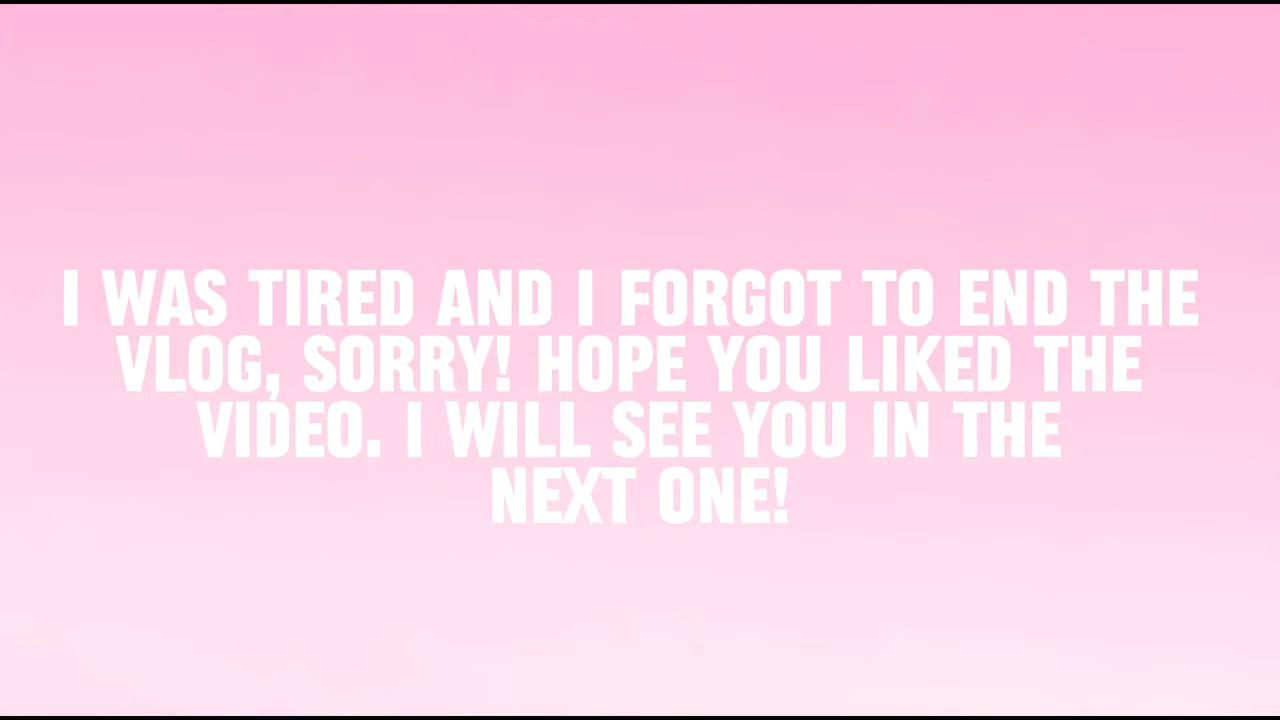 I WAS TIRED AND I FORGOT TO END THE
VLOG, SORRY! HOPE YOU LIKED THE
VIDEO. I WILL SEE YOU IN THE
NEXT ONE!